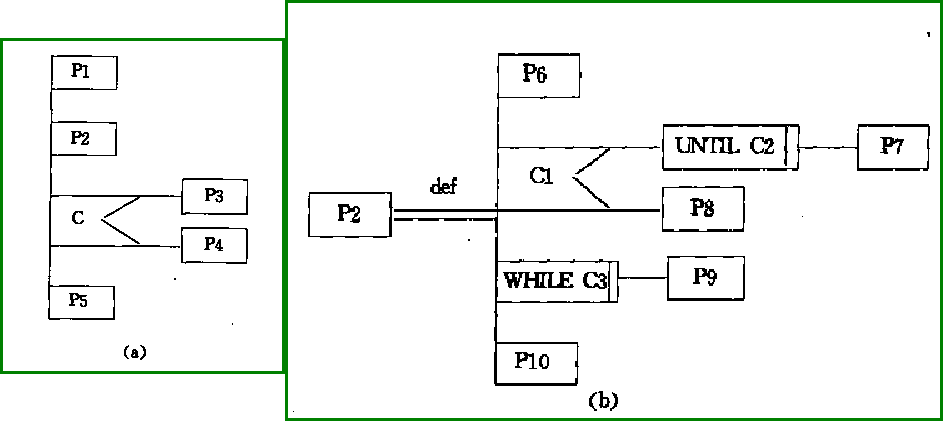 P1
P2
P3
C
P4
P5
(a)
P6
UNTIL C2
P7
C1
def
P2
P8
WHILE C3
P9
P10
(b)